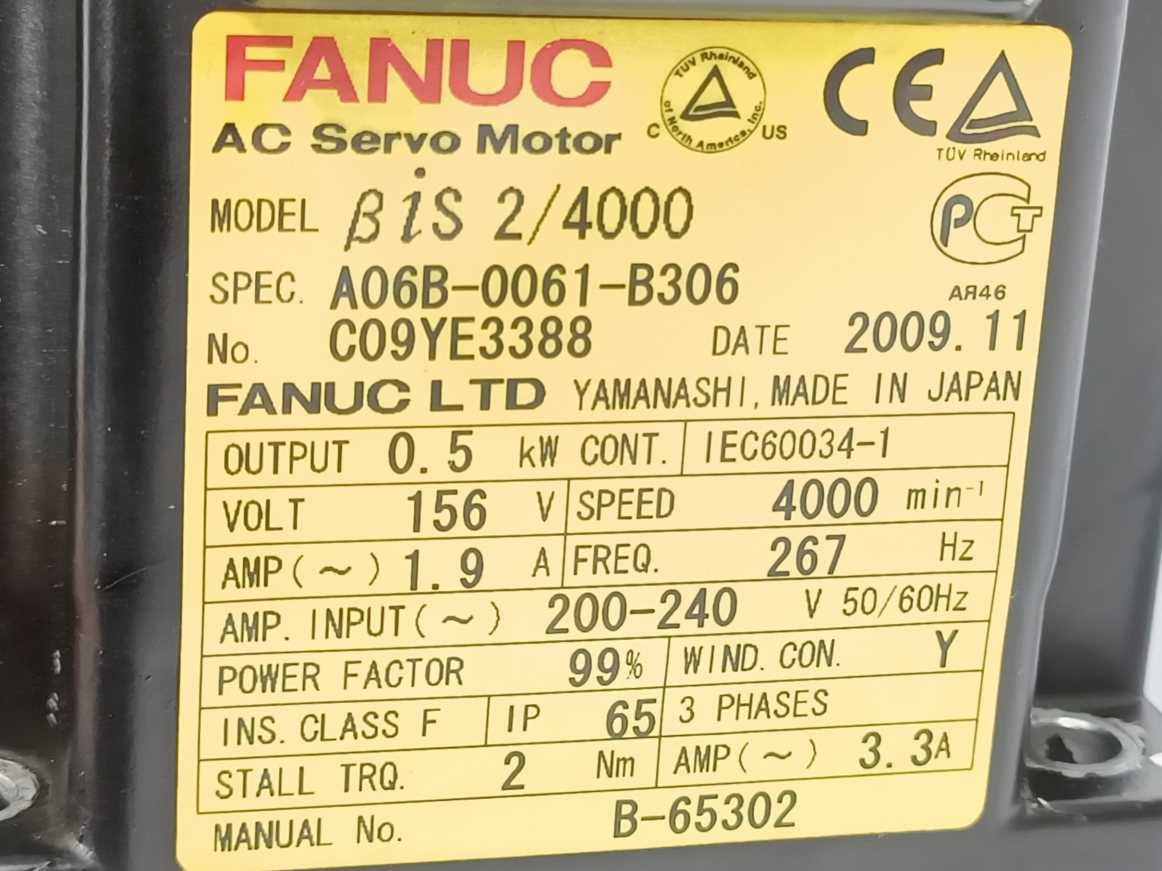 FANUC
AC Servo Motor
TÜV Rheinland of North America, Inc.
C US
CE
TÜV Rheinland
MODEL βiS 2/4000
PCT
SPEC. A06B-0061-B306
АЯ46
No. C09YE3388 DATE 2009.11
FANUC LTD YAMANASHI, MADE IN JAPAN
OUTPUT 0.5 kW CONT. IEC60034-1
VOLT 156 V SPEED 4000 min⁻¹
AMP(~) 1.9 A FREQ. 267 Hz
AMP. INPUT(~) 200-240 V 50/60Hz
POWER FACTOR 99% WIND. CON. Y
INS. CLASS F IP 65 3 PHASES
STALL TRQ. 2 Nm AMP(~) 3.3A
MANUAL No. B-65302